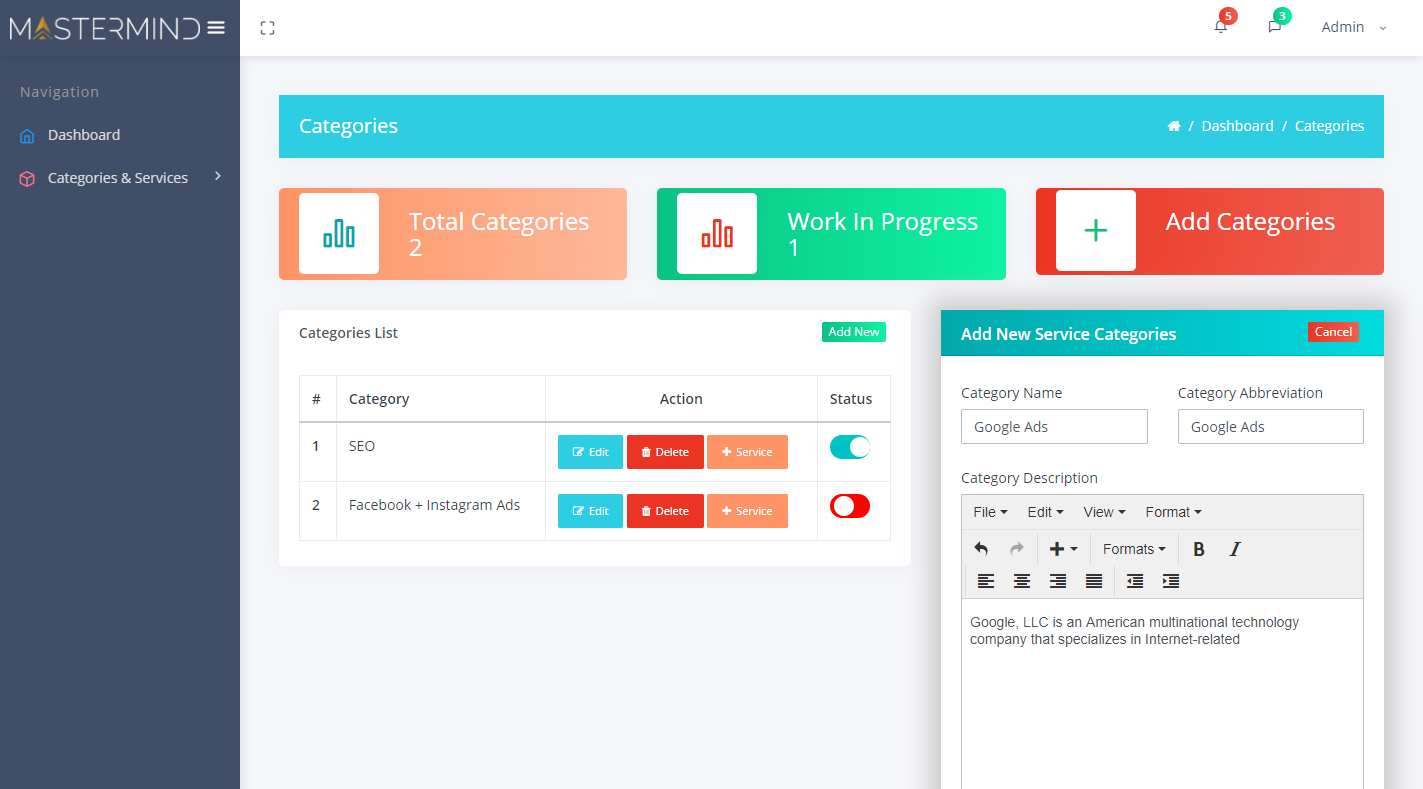 MASTERMIND
5
3
Admin
Navigation
Dashboard
Categories & Services
Categories
/ Dashboard / Categories
Total Categories
2
Work In Progress
1
Add Categories
Categories List
Add New
# Category Action Status
1 SEO Edit Delete Service
2 Facebook + Instagram Ads Edit Delete Service
Add New Service Categories
Cancel
Category Name
Category Abbreviation
Google Ads
Google Ads
Category Description
File Edit View Format
Formats B I
Google, LLC is an American multinational technology
company that specializes in Internet-related